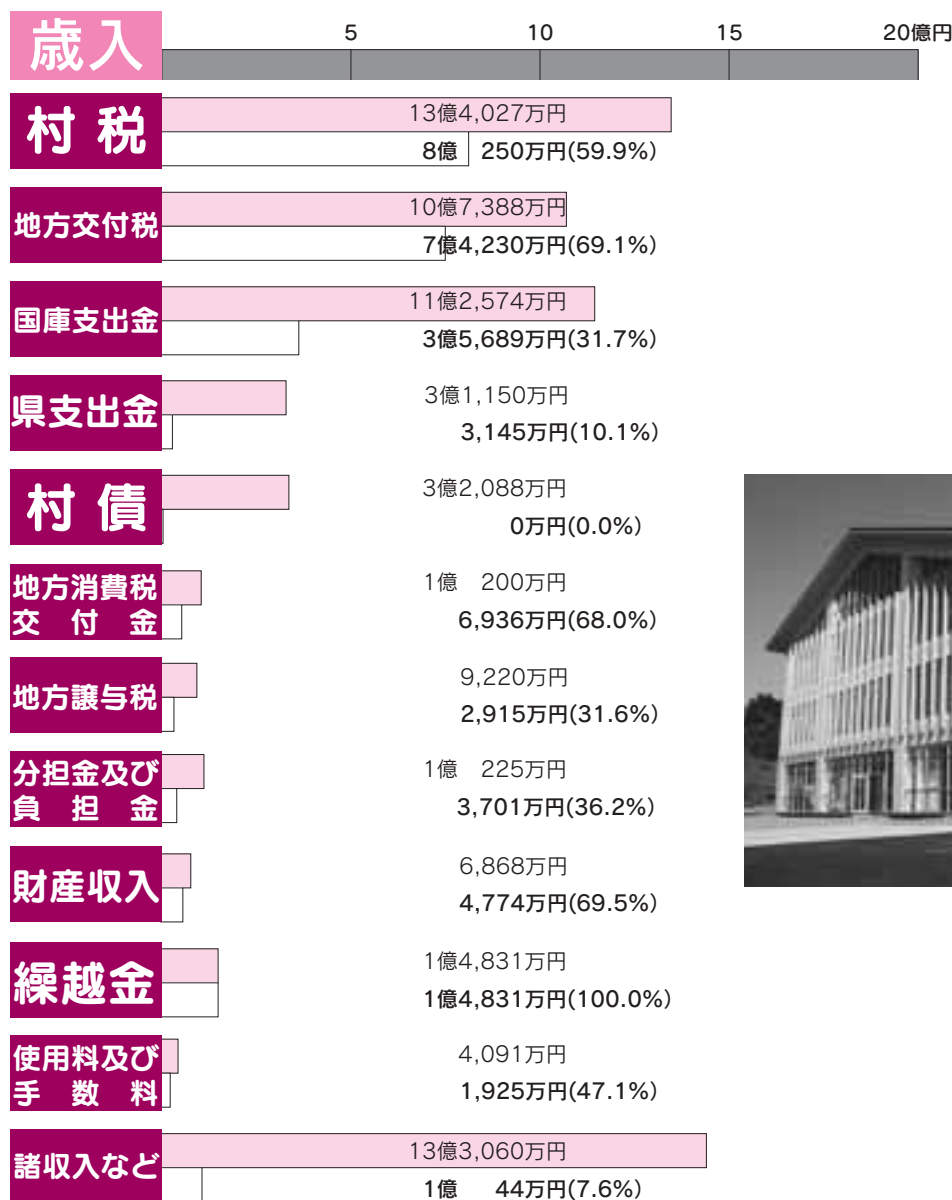 歳入
5 10 15 20億円
村税
13億4,027万円
8億　250万円(59.9%)
地方交付税
10億7,388万円
7億4,230万円(69.1%)
国庫支出金
11億2,574万円
3億5,689万円(31.7%)
県支出金
3億1,150万円
3,145万円(10.1%)
村債
3億2,088万円
0万円(0.0%)
地方消費税
交付金
1億　200万円
6,936万円(68.0%)
地方譲与税
9,220万円
2,915万円(31.6%)
分担金及び
負担金
1億　225万円
3,701万円(36.2%)
財産収入
6,868万円
4,774万円(69.5%)
繰越金
1億4,831万円
1億4,831万円(100.0%)
使用料及び
手数料
4,091万円
1,925万円(47.1%)
諸収入など
13億3,060万円
1億　44万円(7.6%)